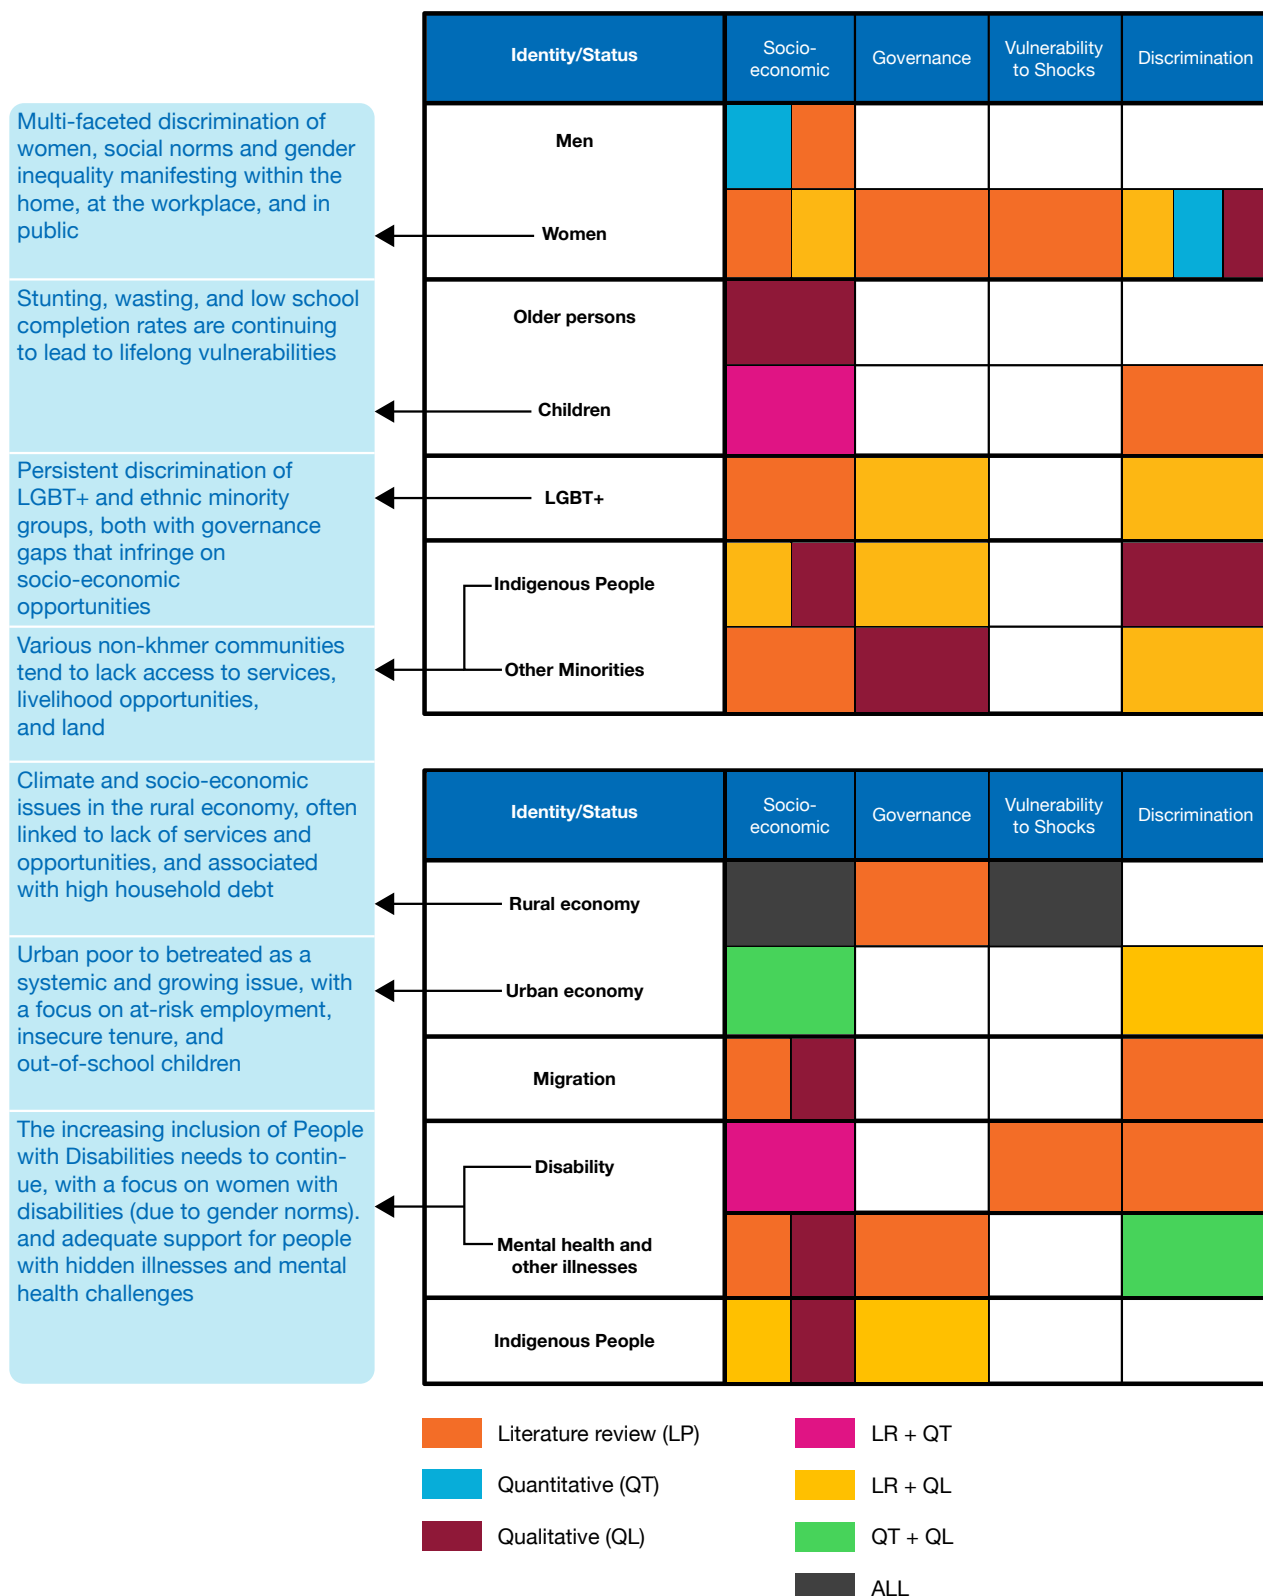 Identity/Status
Socio-
economic
Governance
Vulnerability
to Shocks
Discrimination
Multi-faceted discrimination of
women, social norms and gender
inequality manifesting within the
home, at the workplace, and in
public
Men
Women
Stunting, wasting, and low school
completion rates are continuing
to lead to lifelong vulnerabilities
Older persons
Children
Persistent discrimination of
LGBT+ and ethnic minority
groups, both with governance
gaps that infringe on
socio-economic
opportunities
LGBT+
Indigenous People
Various non-khmer communities
tend to lack access to services,
livelihood opportunities,
and land
Other Minorities
Identity/Status
Socio-
economic
Governance
Vulnerability
to Shocks
Discrimination
Climate and socio-economic
issues in the rural economy, often
linked to lack of services and
opportunities, and associated
with high household debt
Rural economy
Urban poor to betreated as a
systemic and growing issue, with
a focus on at-risk employment,
insecure tenure, and
out-of-school children
Urban economy
Migration
The increasing inclusion of People
with Disabilities needs to contin-
ue, with a focus on women with
disabilities (due to gender norms).
and adequate support for people
with hidden illnesses and mental
health challenges
Disability
Mental health and
other illnesses
Indigenous People
Literature review (LP)
Quantitative (QT)
Qualitative (QL)
LR + QT
LR + QL
QT + QL
ALL